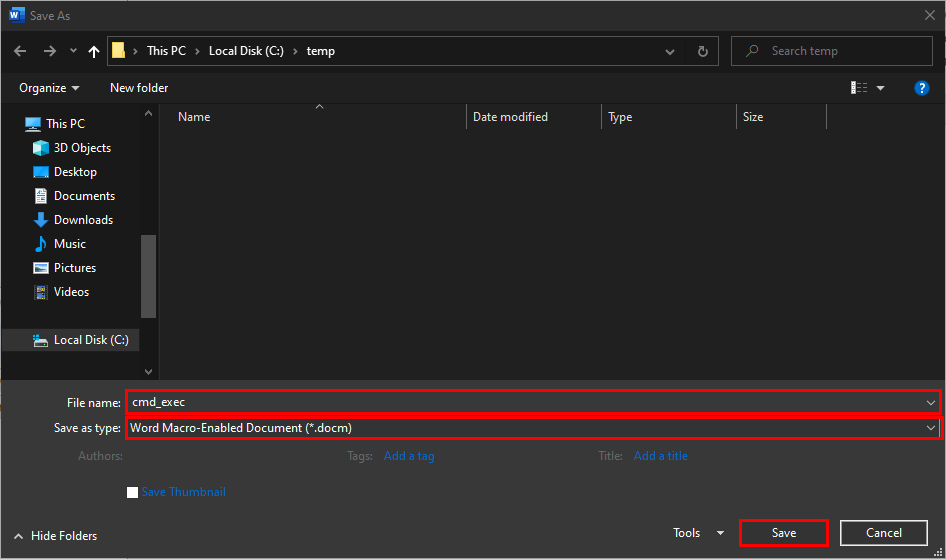 Save As
This PC > Local Disk (C:) > temp
Search temp
Organize New folder
Name Date modified Type Size
This PC
3D Objects
Desktop
Documents
Downloads
Music
Pictures
Videos
Local Disk (C:)
File name: cmd_exec
Save as type: Word Macro-Enabled Document (*.docm)
Authors: Tags: Add a tag Title: Add a title
Save Thumbnail
Hide Folders Tools Save Cancel